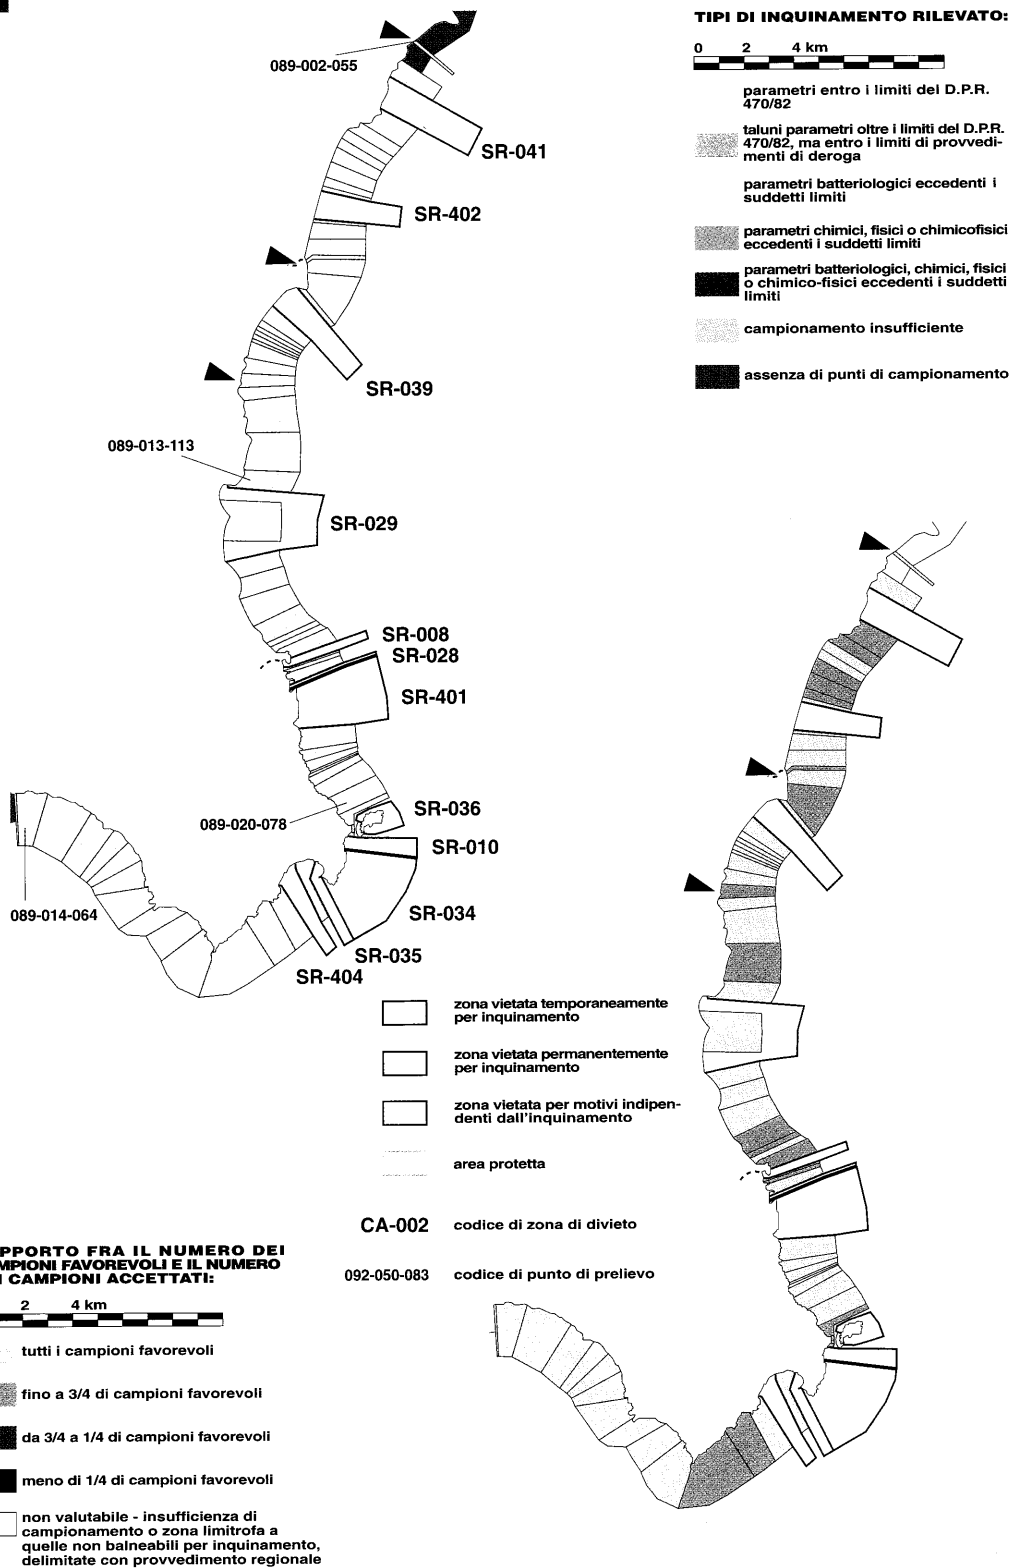 TIPI DI INQUINAMENTO RILEVATO:
0 2 4 km
parametri entro i limiti del D.P.R.
470/82
taluni parametri oltre i limiti del D.P.R.
470/82, ma entro i limiti di provvedi-
menti di deroga
parametri batteriologici eccedenti i
suddetti limiti
parametri chimici, fisici o chimicofisici
eccedenti i suddetti limiti
parametri batteriologici, chimici, fisici
o chimico-fisici eccedenti i suddetti
limiti
campionamento insufficiente
assenza di punti di campionamento
089-002-055
SR-041
SR-402
SR-039
089-013-113
SR-029
SR-008
SR-028
SR-401
SR-036
089-020-078
SR-010
089-014-064
SR-034
SR-035
SR-404
zona vietata temporaneamente
per inquinamento
zona vietata permanentemente
per inquinamento
zona vietata per motivi indipen-
denti dall'inquinamento
area protetta
CA-002 codice di zona di divieto
092-050-083 codice di punto di prelievo
PPORTO FRA IL NUMERO DEI
MPIONI FAVOREVOLI E IL NUMERO
I CAMPIONI ACCETTATI:
2 4 km
tutti i campioni favorevoli
fino a 3/4 di campioni favorevoli
da 3/4 a 1/4 di campioni favorevoli
meno di 1/4 di campioni favorevoli
non valutabile - insufficienza di
campionamento o zona limitrofa a
quelle non balneabili per inquinamento,
delimitate con provvedimento regionale